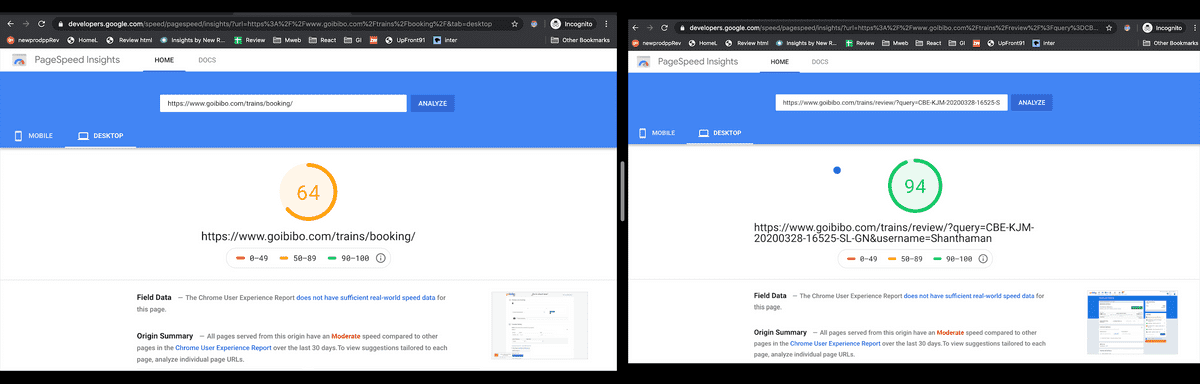 developers.google.com/speed/pagespeed/insights/?url=https%3A%2F%2Fwww.goibibo.com%2Ftrains%2Fbooking%2F&tab=desktop
Incognito
newprodppRev HomeL Review html Insights by New R... Review Mweb React GI UpFront91 inter Other Bookmarks
PageSpeed Insights HOME DOCS
https://www.goibibo.com/trains/booking/ ANALYZE
MOBILE DESKTOP
64
https://www.goibibo.com/trains/booking/
0–49 50–89 90–100
Field Data — The Chrome User Experience Report does not have sufficient real-world speed data for
this page.
Origin Summary — All pages served from this origin have an Moderate speed compared to other
pages in the Chrome User Experience Report over the last 30 days.To view suggestions tailored to each
page, analyze individual page URLs.
developers.google.com/speed/pagespeed/insights/?url=https%3A%2F%2Fwww.goibibo.com%2Ftrains%2Freview%2F%3Fquery%3DCB...
Incognito
newprodppRev HomeL Review html Insights by New R... Review Mweb React GI UpFront91 inter Other Bookmarks
PageSpeed Insights HOME DOCS
https://www.goibibo.com/trains/review/?query=CBE-KJM-20200328-16525-S ANALYZE
MOBILE DESKTOP
94
https://www.goibibo.com/trains/review/?query=CBE-KJM-
20200328-16525-SL-GN&username=Shanthaman
0–49 50–89 90–100
Field Data — The Chrome User Experience Report does not have sufficient real-world speed data for
this page.
Origin Summary — All pages served from this origin have an Moderate speed compared to other
pages in the Chrome User Experience Report over the last 30 days.To view suggestions tailored to each
page, analyze individual page URLs.